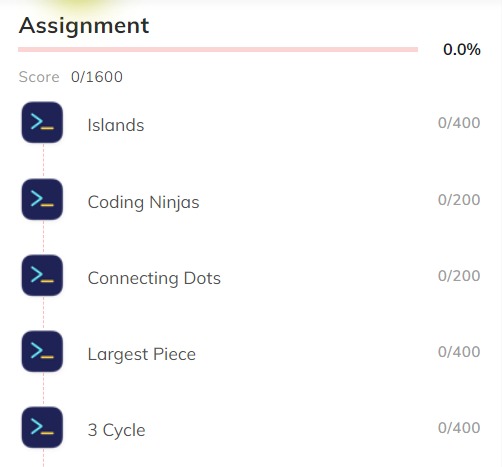 Assignment
0.0%
Score 0/1600
Islands 0/400
Coding Ninjas 0/200
Connecting Dots 0/200
Largest Piece 0/400
3 Cycle 0/400